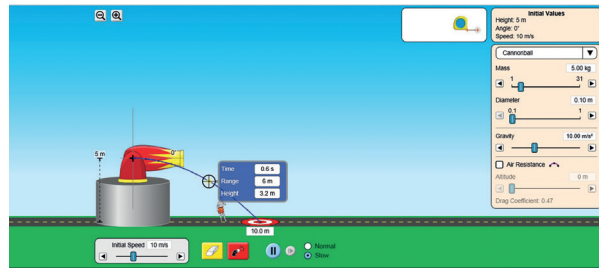 Initial Values
Height: 5 m
Angle: 0°
Speed: 10 m/s
Cannonball
Mass 5.00 kg
1 31
Diameter 0.10 m
0.1 1
Gravity 10.00 m/s²
Air Resistance
Altitude 0 m
Drag Coefficient: 0.47
5 m
0°
Time 0.6 s
Range 6 m
Height 3.2 m
10.0 m
Initial Speed 10 m/s
Normal
Slow